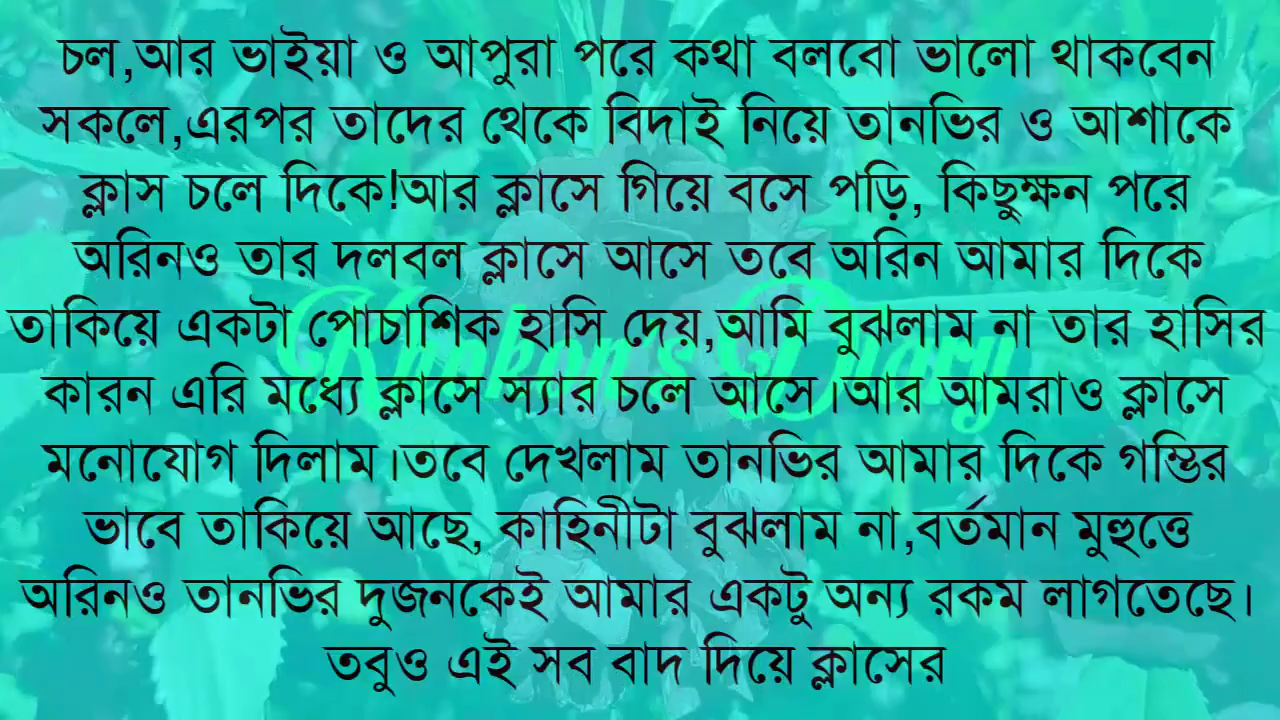 চল,আর ভাইয়া ও আপুরা পরে কথা বলবো ভালো থাকবেন
সকলে,এরপর তাদের থেকে বিদাই নিয়ে তানভির ও আশাকে
ক্লাস চলে দিকে!আর ক্লাসে গিয়ে বসে পড়ি, কিছুক্ষন পরে
অরিনও তার দলবল ক্লাসে আসে তবে অরিন আমার দিকে
তাকিয়ে একটা পোচাশিক হাসি দেয়,আমি বুঝলাম না তার হাসির
Khokon's Diary
কারন এরি মধ্যে ক্লাসে স্যার চলে আসে।আর আমরাও ক্লাসে
মনোযোগ দিলাম।তবে দেখলাম তানভির আমার দিকে গম্ভির
ভাবে তাকিয়ে আছে, কাহিনীটা বুঝলাম না,বর্তমান মুহুত্তে
অরিনও তানভির দুজনকেই আমার একটু অন্য রকম লাগতেছে।
তবুও এই সব বাদ দিয়ে ক্লাসের